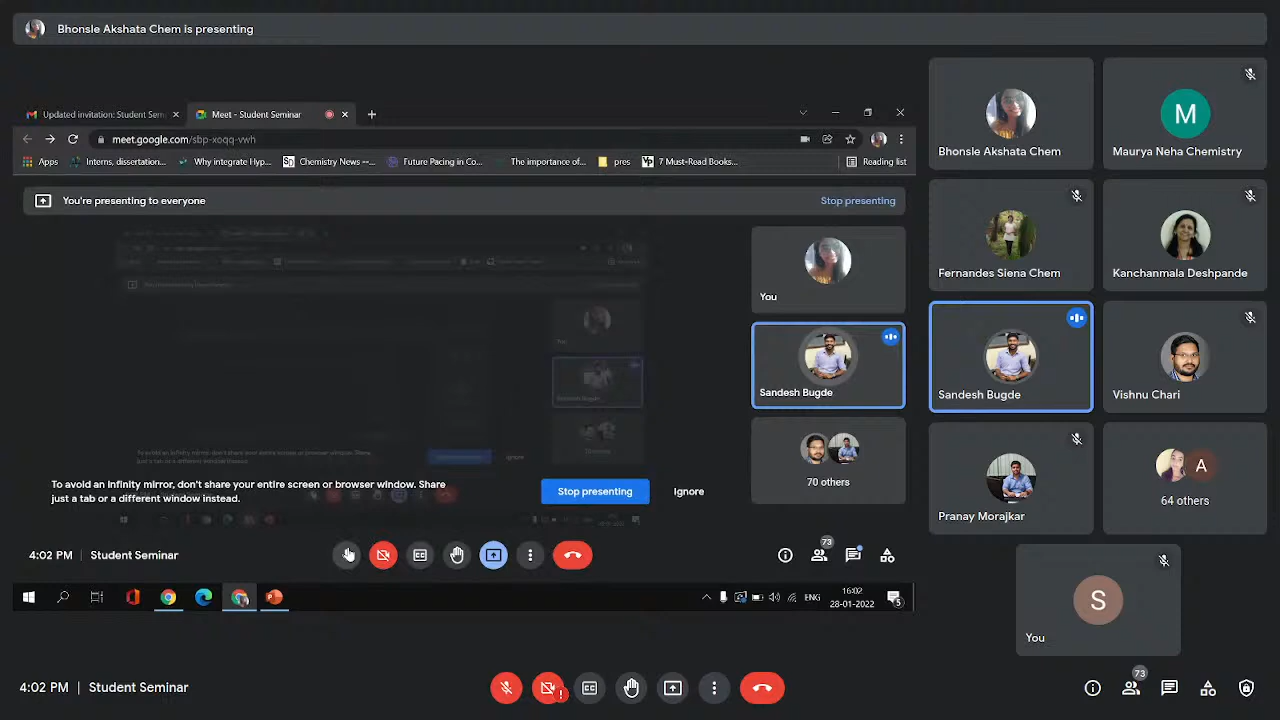 Bhonsle Akshata Chem is presenting
Updated invitation: Student Sem
Meet - Student Seminar
meet.google.com/sbp-xoqq-vwh
Apps
Interns, dissertation...
Why integrate Hyp...
Chemistry News --...
Future Pacing in Co...
The importance of...
pres
7 Must-Read Books...
Reading list
You're presenting to everyone
Stop presenting
You
Sandesh Bugde
70 others
To avoid an infinity mirror, don't share your entire screen or browser window. Share
just a tab or a different window instead.
Stop presenting
Ignore
4:02 PM | Student Seminar
73
ENG
16:02
28-01-2022
5
Bhonsle Akshata Chem
M
Maurya Neha Chemistry
Fernandes Siena Chem
Kanchanmala Deshpande
Sandesh Bugde
Vishnu Chari
Pranay Morajkar
A
64 others
S
You
4:02 PM | Student Seminar
73